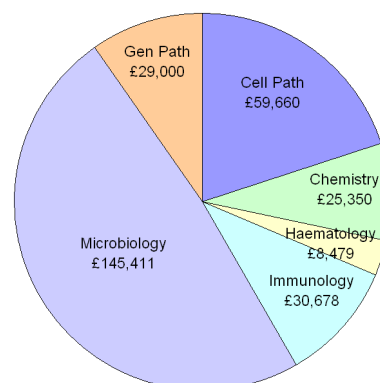 Gen Path
£29,000
Cell Path
£59,660
Chemistry
£25,350
Haematology
£8,479
Immunology
£30,678
Microbiology
£145,411